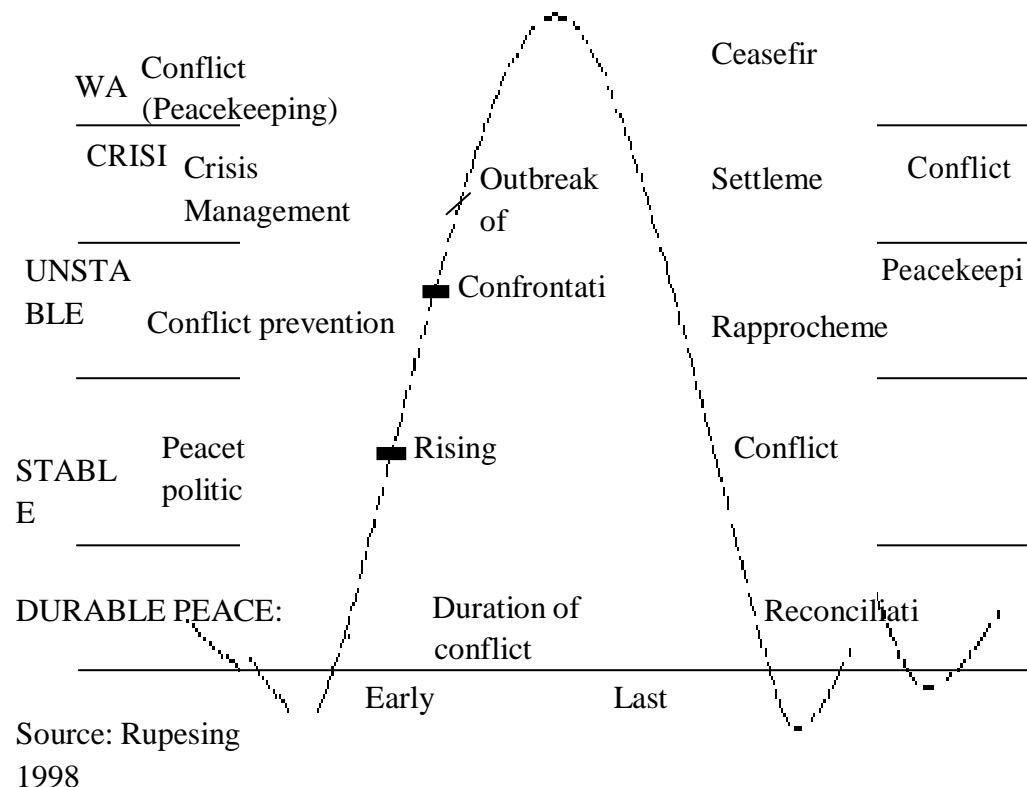 WA
Conflict
(Peacekeeping)
Ceasefir
CRISI
Crisis
Management
Outbreak
of
Settleme
Conflict
UNSTA
BLE
Conflict prevention
Confrontati
Rapprocheme
Peacekeepi
STABL
E
Peacet
politic
Rising
Conflict
DURABLE PEACE:
Duration of
conflict
Reconciliati
Early
Last
Source: Rupesing
1998